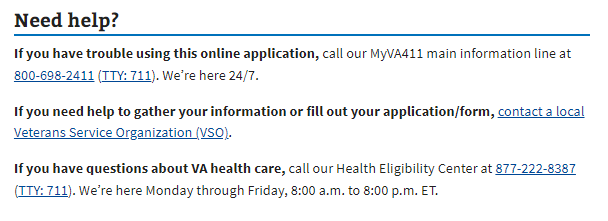 Need help?
If you have trouble using this online application, call our MyVA411 main information line at
800-698-2411 (TTY: 711). We’re here 24/7.
If you need help to gather your information or fill out your application/form, contact a local
Veterans Service Organization (VSO).
If you have questions about VA health care, call our Health Eligibility Center at 877-222-8387
(TTY: 711). We’re here Monday through Friday, 8:00 a.m. to 8:00 p.m. ET.